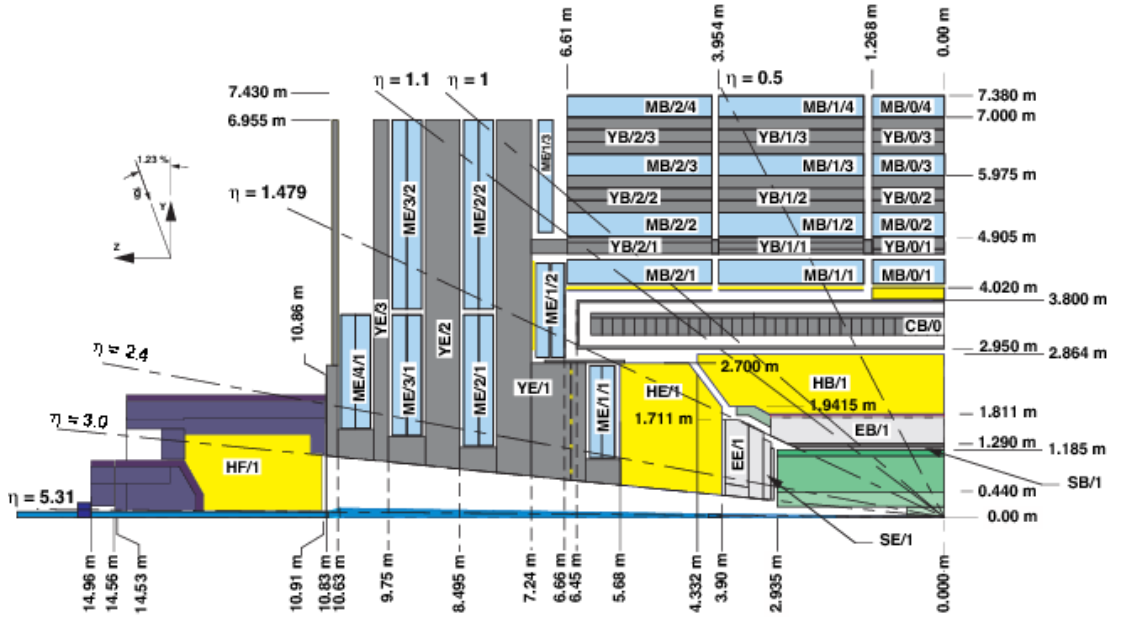 6.61 m
3.954 m
1.268 m
0.00 m
η = 1.1
η = 1
η = 0.5
7.430 m
6.955 m
7.380 m
7.000 m
5.975 m
4.905 m
4.020 m
3.800 m
2.950 m
2.864 m
1.811 m
1.290 m
1.185 m
0.440 m
0.00 m
MB/2/4
MB/1/4
MB/0/4
YB/2/3
YB/1/3
YB/0/3
MB/2/3
MB/1/3
MB/0/3
YB/2/2
YB/1/2
YB/0/2
MB/2/2
MB/1/2
MB/0/2
YB/2/1
YB/1/1
YB/0/1
MB/2/1
MB/1/1
MB/0/1
CB/0
1.23 %
g
Y
Z
η = 1.479
10.86 m
η = 2.4
η = 3.0
η = 5.31
ME/3/2
ME/2/2
ME/1/3
ME/1/2
YE/3
YE/2
YE/1
ME/4/1
ME/3/1
ME/2/1
ME/1/1
HE/1
2.700 m
1.711 m
HB/1
1.9415 m
EB/1
EE/1
HF/1
SB/1
SE/1
14.96 m
14.56 m
14.53 m
10.91 m
10.83 m
10.63 m
9.75 m
8.495 m
7.24 m
6.66 m
6.45 m
5.68 m
4.332 m
3.90 m
2.935 m
0.000 m